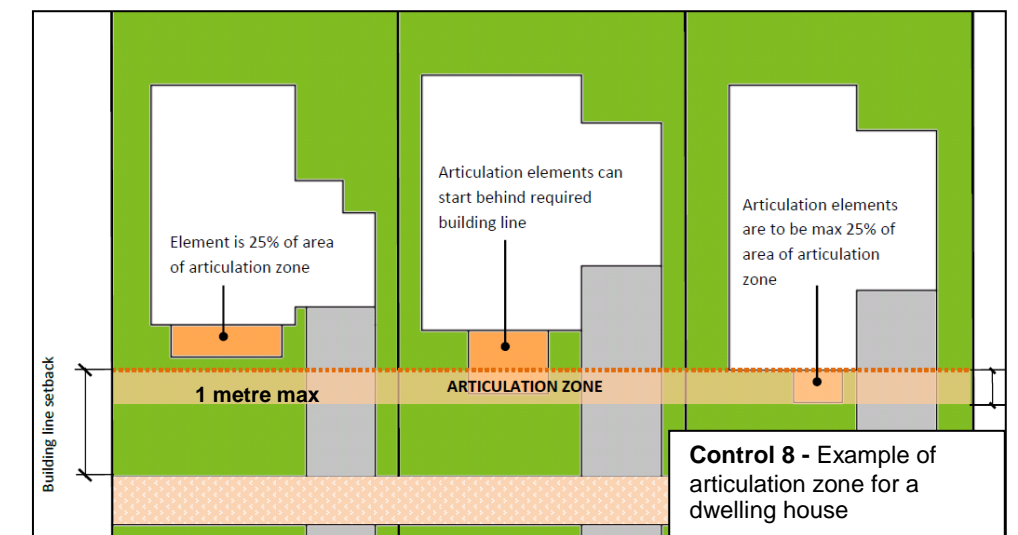 Articulation elements can
start behind required
building line
Articulation elements
are to be max 25% of
area of articulation
zone
Element is 25% of area
of articulation zone
Building line setback
1 metre max
ARTICULATION ZONE
Control 8 - Example of
articulation zone for a
dwelling house